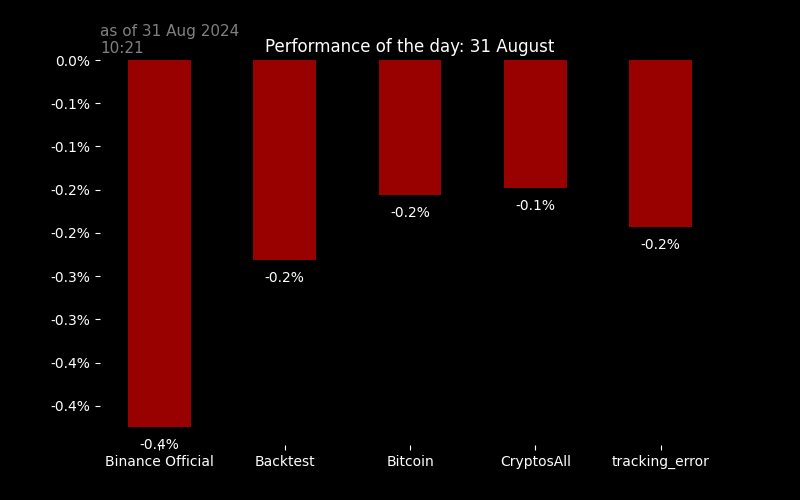 as of 31 Aug 2024
10:21
Performance of the day: 31 August
0.0%
-0.1%
-0.1%
-0.2%
-0.2%
-0.3%
-0.3%
-0.4%
-0.4%
-0.4%
-0.2%
-0.2%
-0.1%
-0.2%
Binance Official
Backtest
Bitcoin
CryptosAll
tracking_error